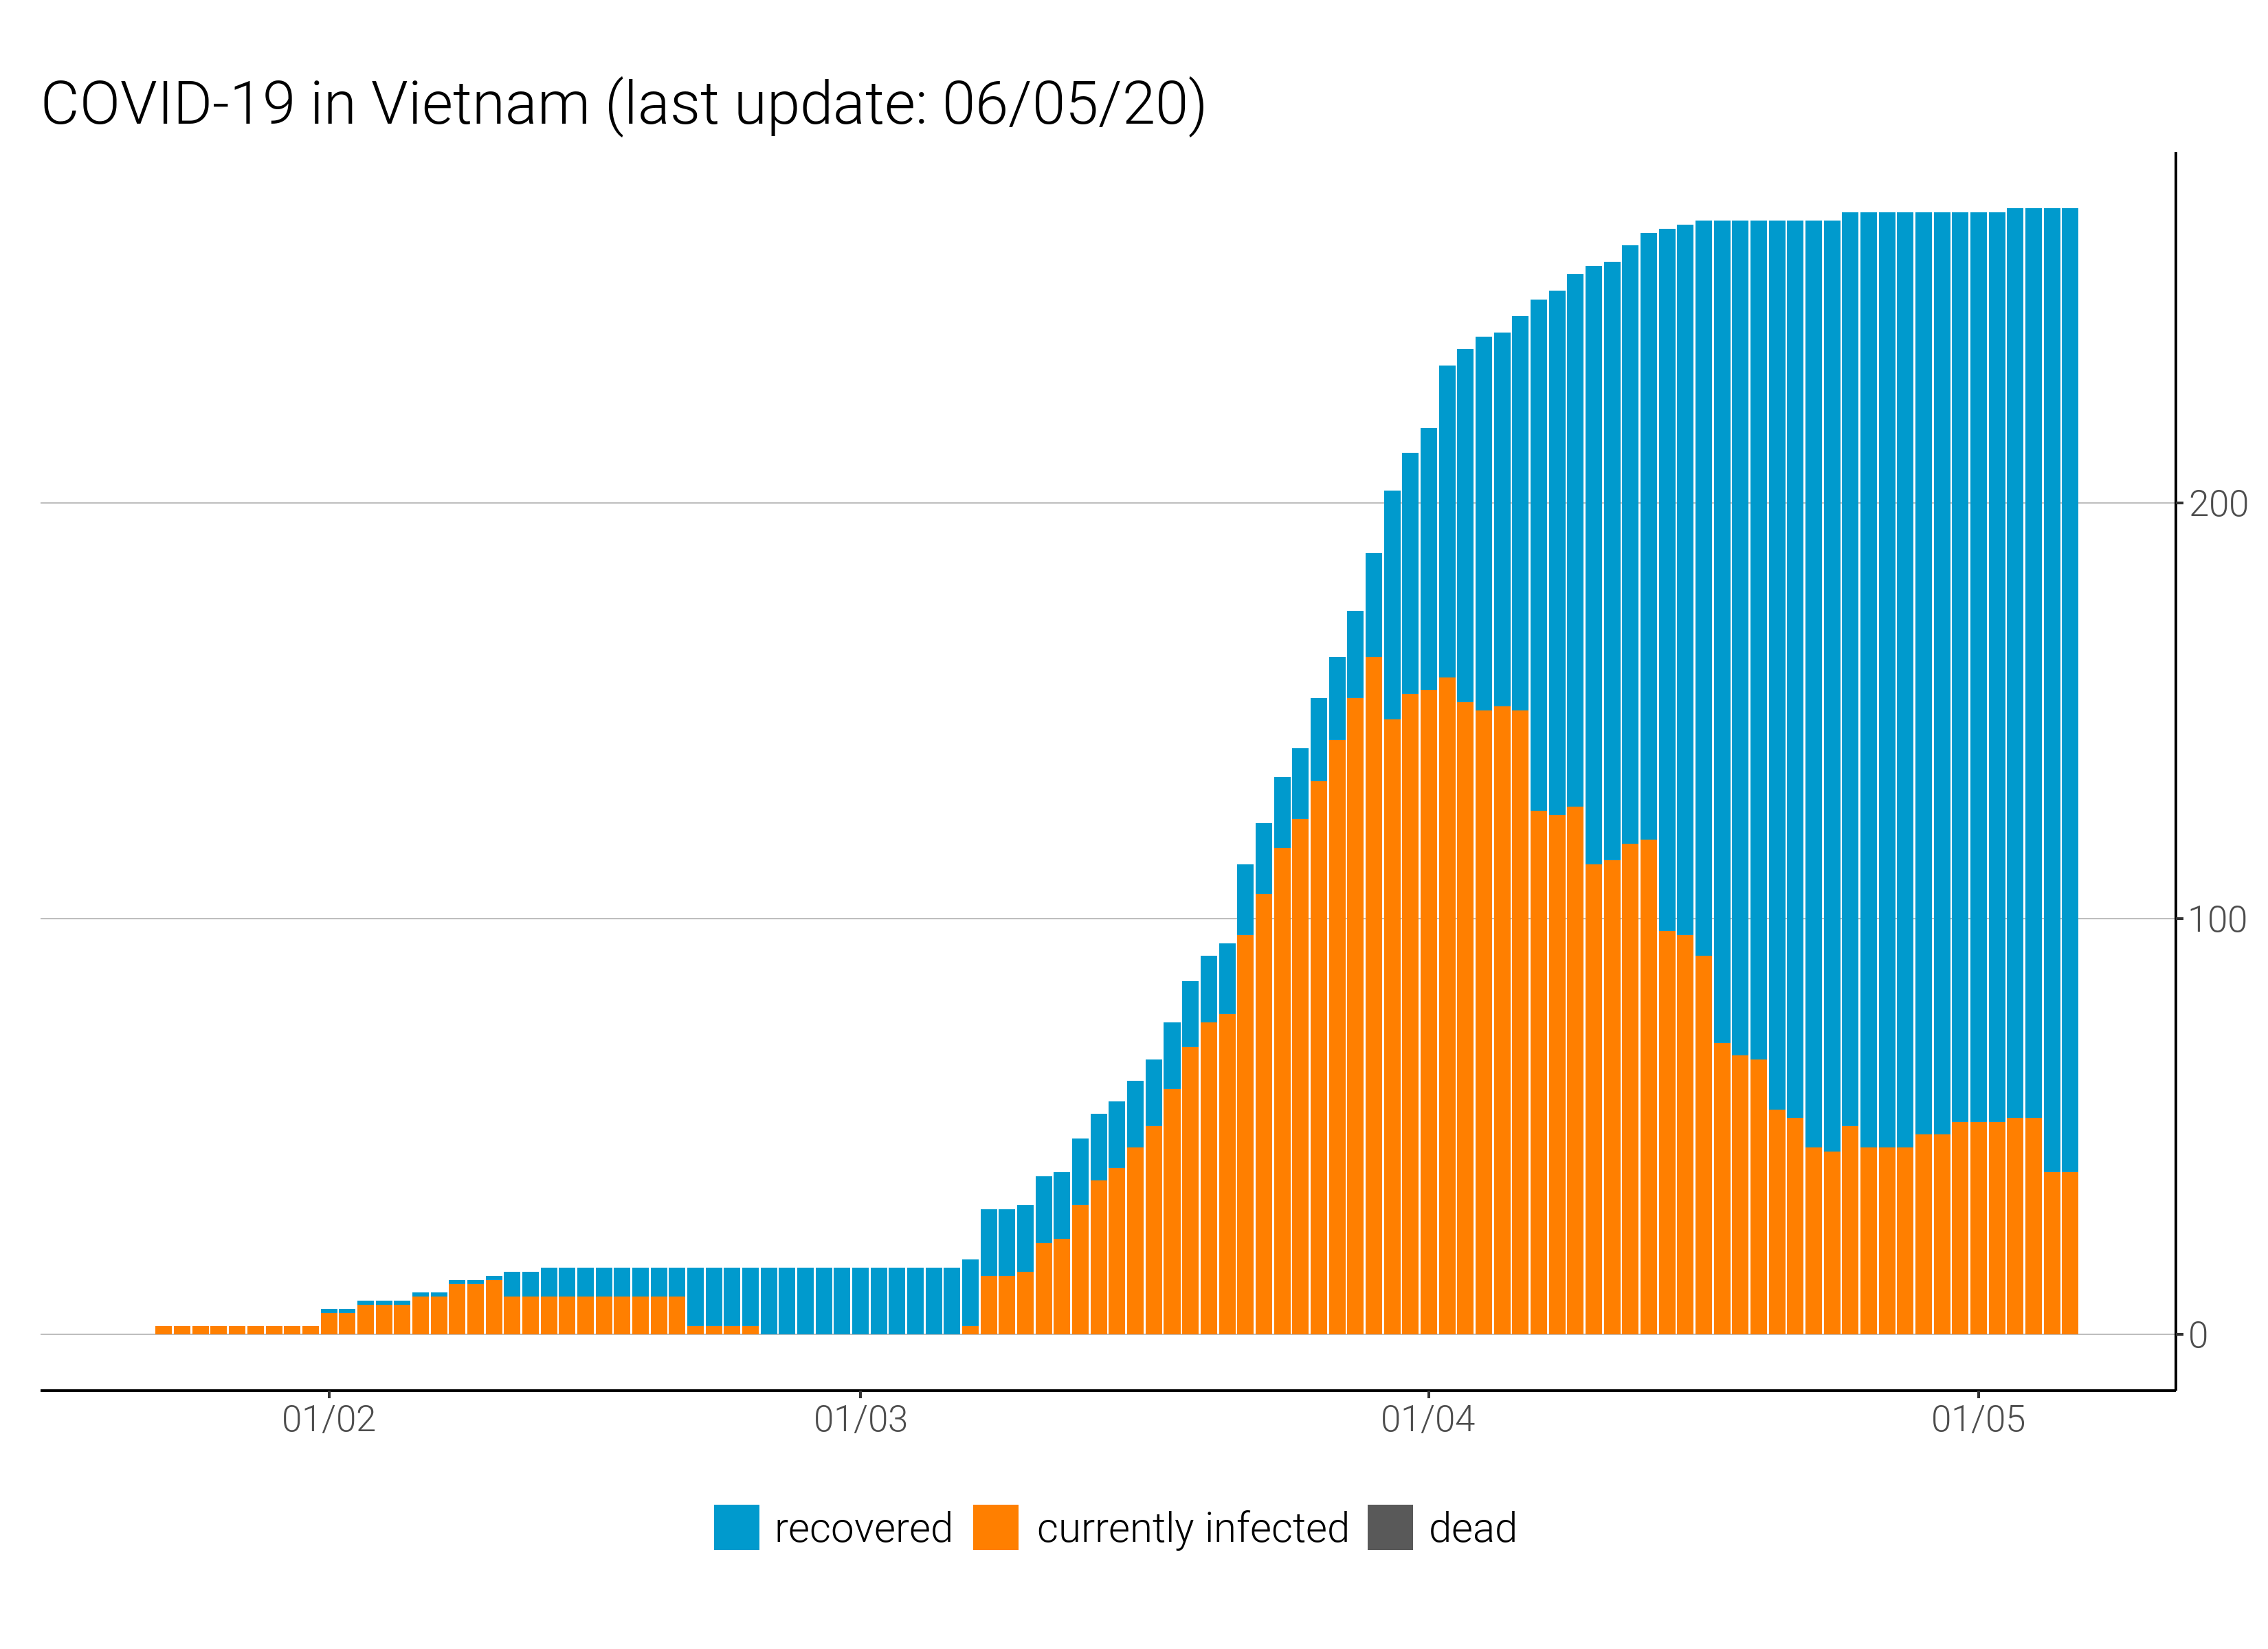 COVID-19 in Vietnam (last update: 06/05/20)
200
100
0
01/02 01/03 01/04 01/05
recovered currently infected dead